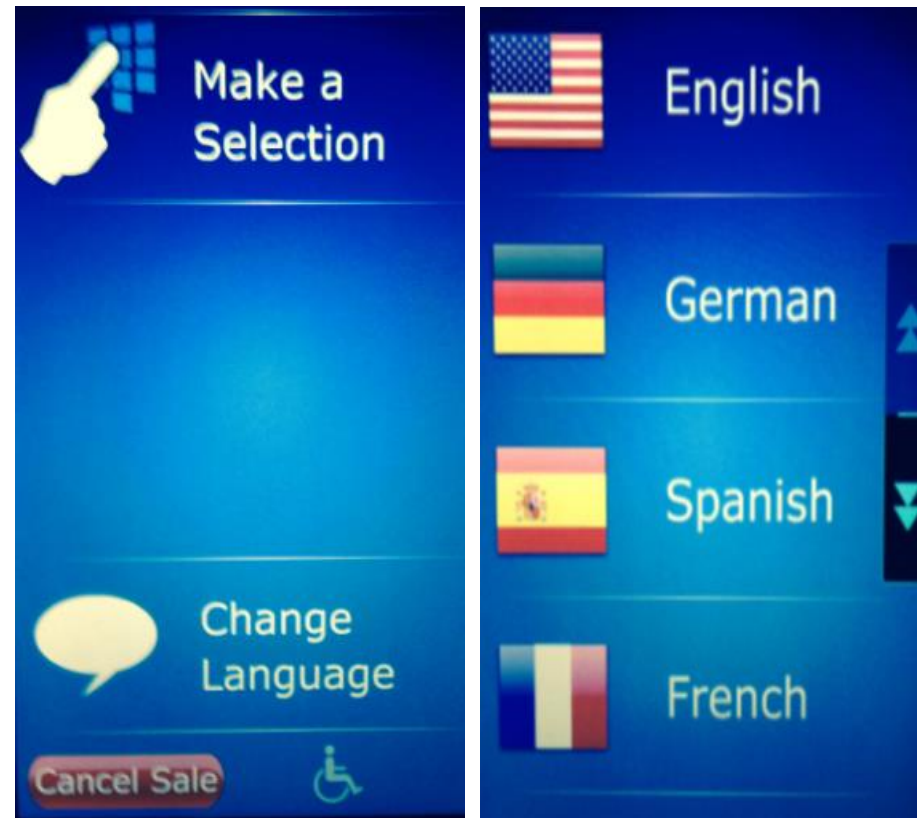 Make a
Selection
Change
Language
Cancel Sale
English
German
Spanish
French